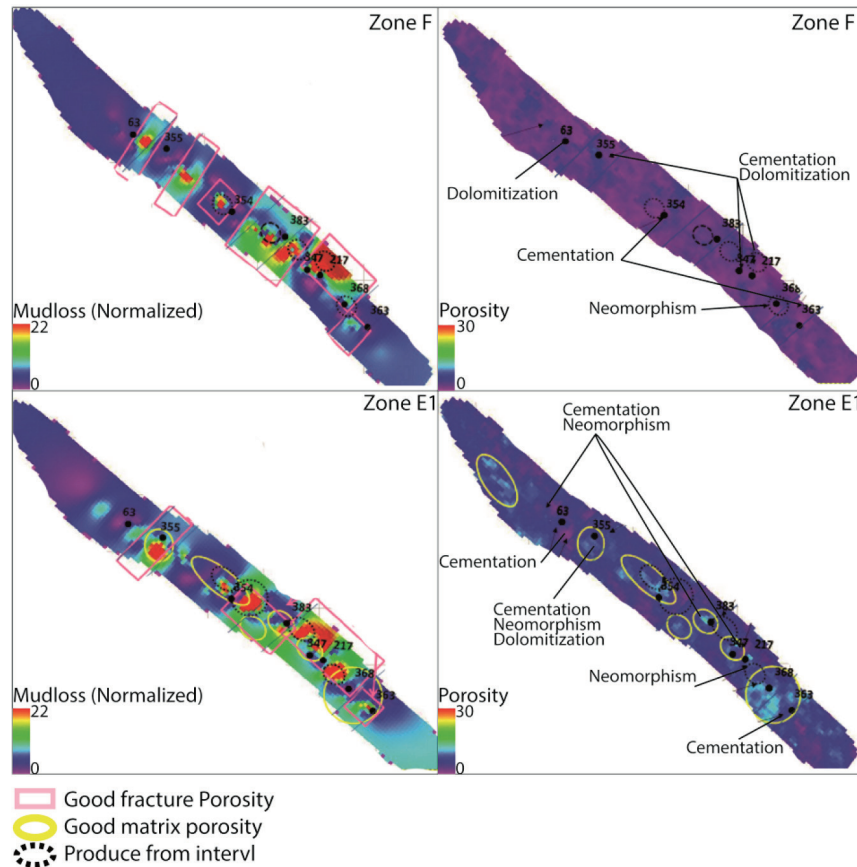 Zone F
63
355
354
383
347
217
368
363
Mudloss (Normalized)
22
0
Zone F
63
355
Cementation
Dolomitization
Dolomitization
354
383
Cementation
217
Neomorphism
363
Porosity
30
0
Zone E1
63
355
354
383
347
217
368
363
Mudloss (Normalized)
22
0
Zone E1
Cementation
Neomorphism
63
355
Cementation
354
383
Cementation
Neomorphism
Dolomitization
347
217
Neomorphism
368
363
Cementation
Porosity
30
0
Good fracture Porosity
Good matrix porosity
Produce from intervl